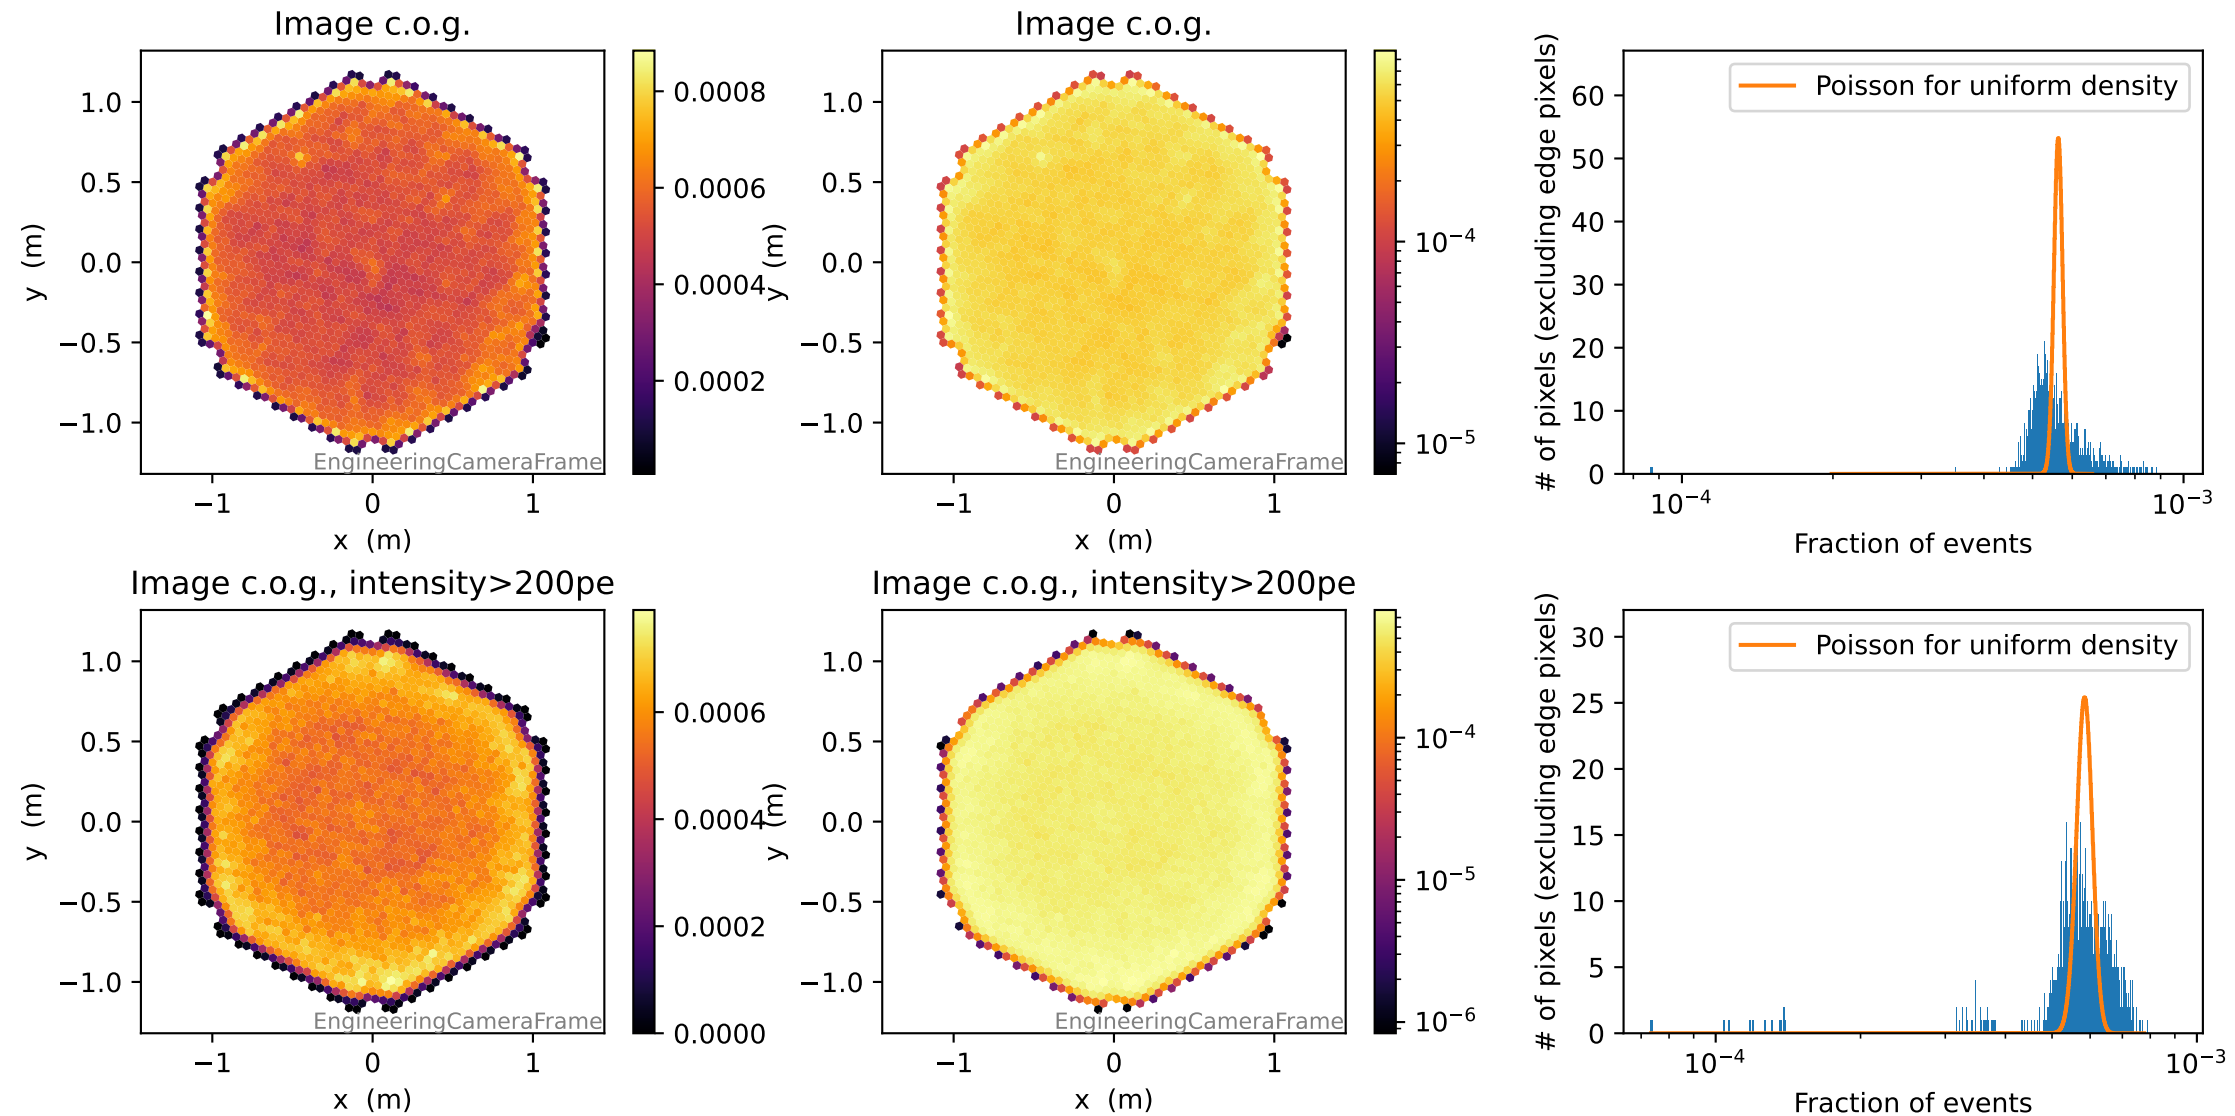 Image c.o.g.
1.0
0.5
0.0
−0.5
−1.0
y (m)
−1
0
1
x (m)
EngineeringCameraFrame
0.0008
0.0006
0.0004
0.0002
Image c.o.g.
1.0
0.5
0.0
−0.5
−1.0
y (m)
−1
0
1
x (m)
EngineeringCameraFrame
10⁻⁴
10⁻⁵
# of pixels (excluding edge pixels)
60
50
40
30
20
10
0
Poisson for uniform density
10⁻⁴
10⁻³
Fraction of events
Image c.o.g., intensity>200pe
1.0
0.5
0.0
−0.5
−1.0
y (m)
−1
0
1
x (m)
EngineeringCameraFrame
0.0006
0.0004
0.0002
0.0000
Image c.o.g., intensity>200pe
1.0
0.5
0.0
−0.5
−1.0
y (m)
−1
0
1
x (m)
EngineeringCameraFrame
10⁻⁴
10⁻⁵
10⁻⁶
# of pixels (excluding edge pixels)
30
25
20
15
10
5
0
Poisson for uniform density
10⁻⁴
10⁻³
Fraction of events